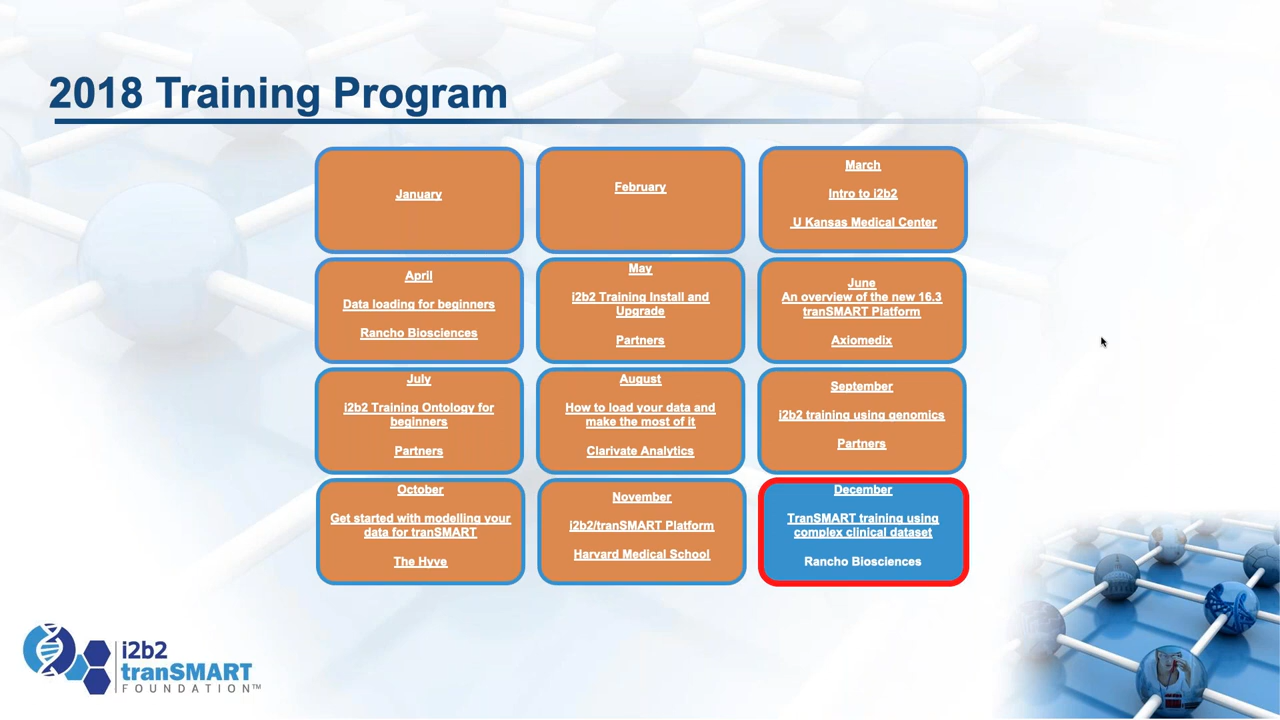 2018 Training Program
January
February
March
Intro to i2b2
U Kansas Medical Center
April
Data loading for beginners
Rancho Biosciences
May
i2b2 Training Install and
Upgrade
Partners
June
An overview of the new 16.3
tranSMART Platform
Axiomedix
July
i2b2 Training Ontology for
beginners
Partners
August
How to load your data and
make the most of it
Clarivate Analytics
September
i2b2 training using genomics
Partners
October
Get started with modelling your
data for tranSMART
The Hyve
November
i2b2/tranSMART Platform
Harvard Medical School
December
TranSMART training using
complex clinical dataset
Rancho Biosciences
i2b2
tranSMART
FOUNDATION™